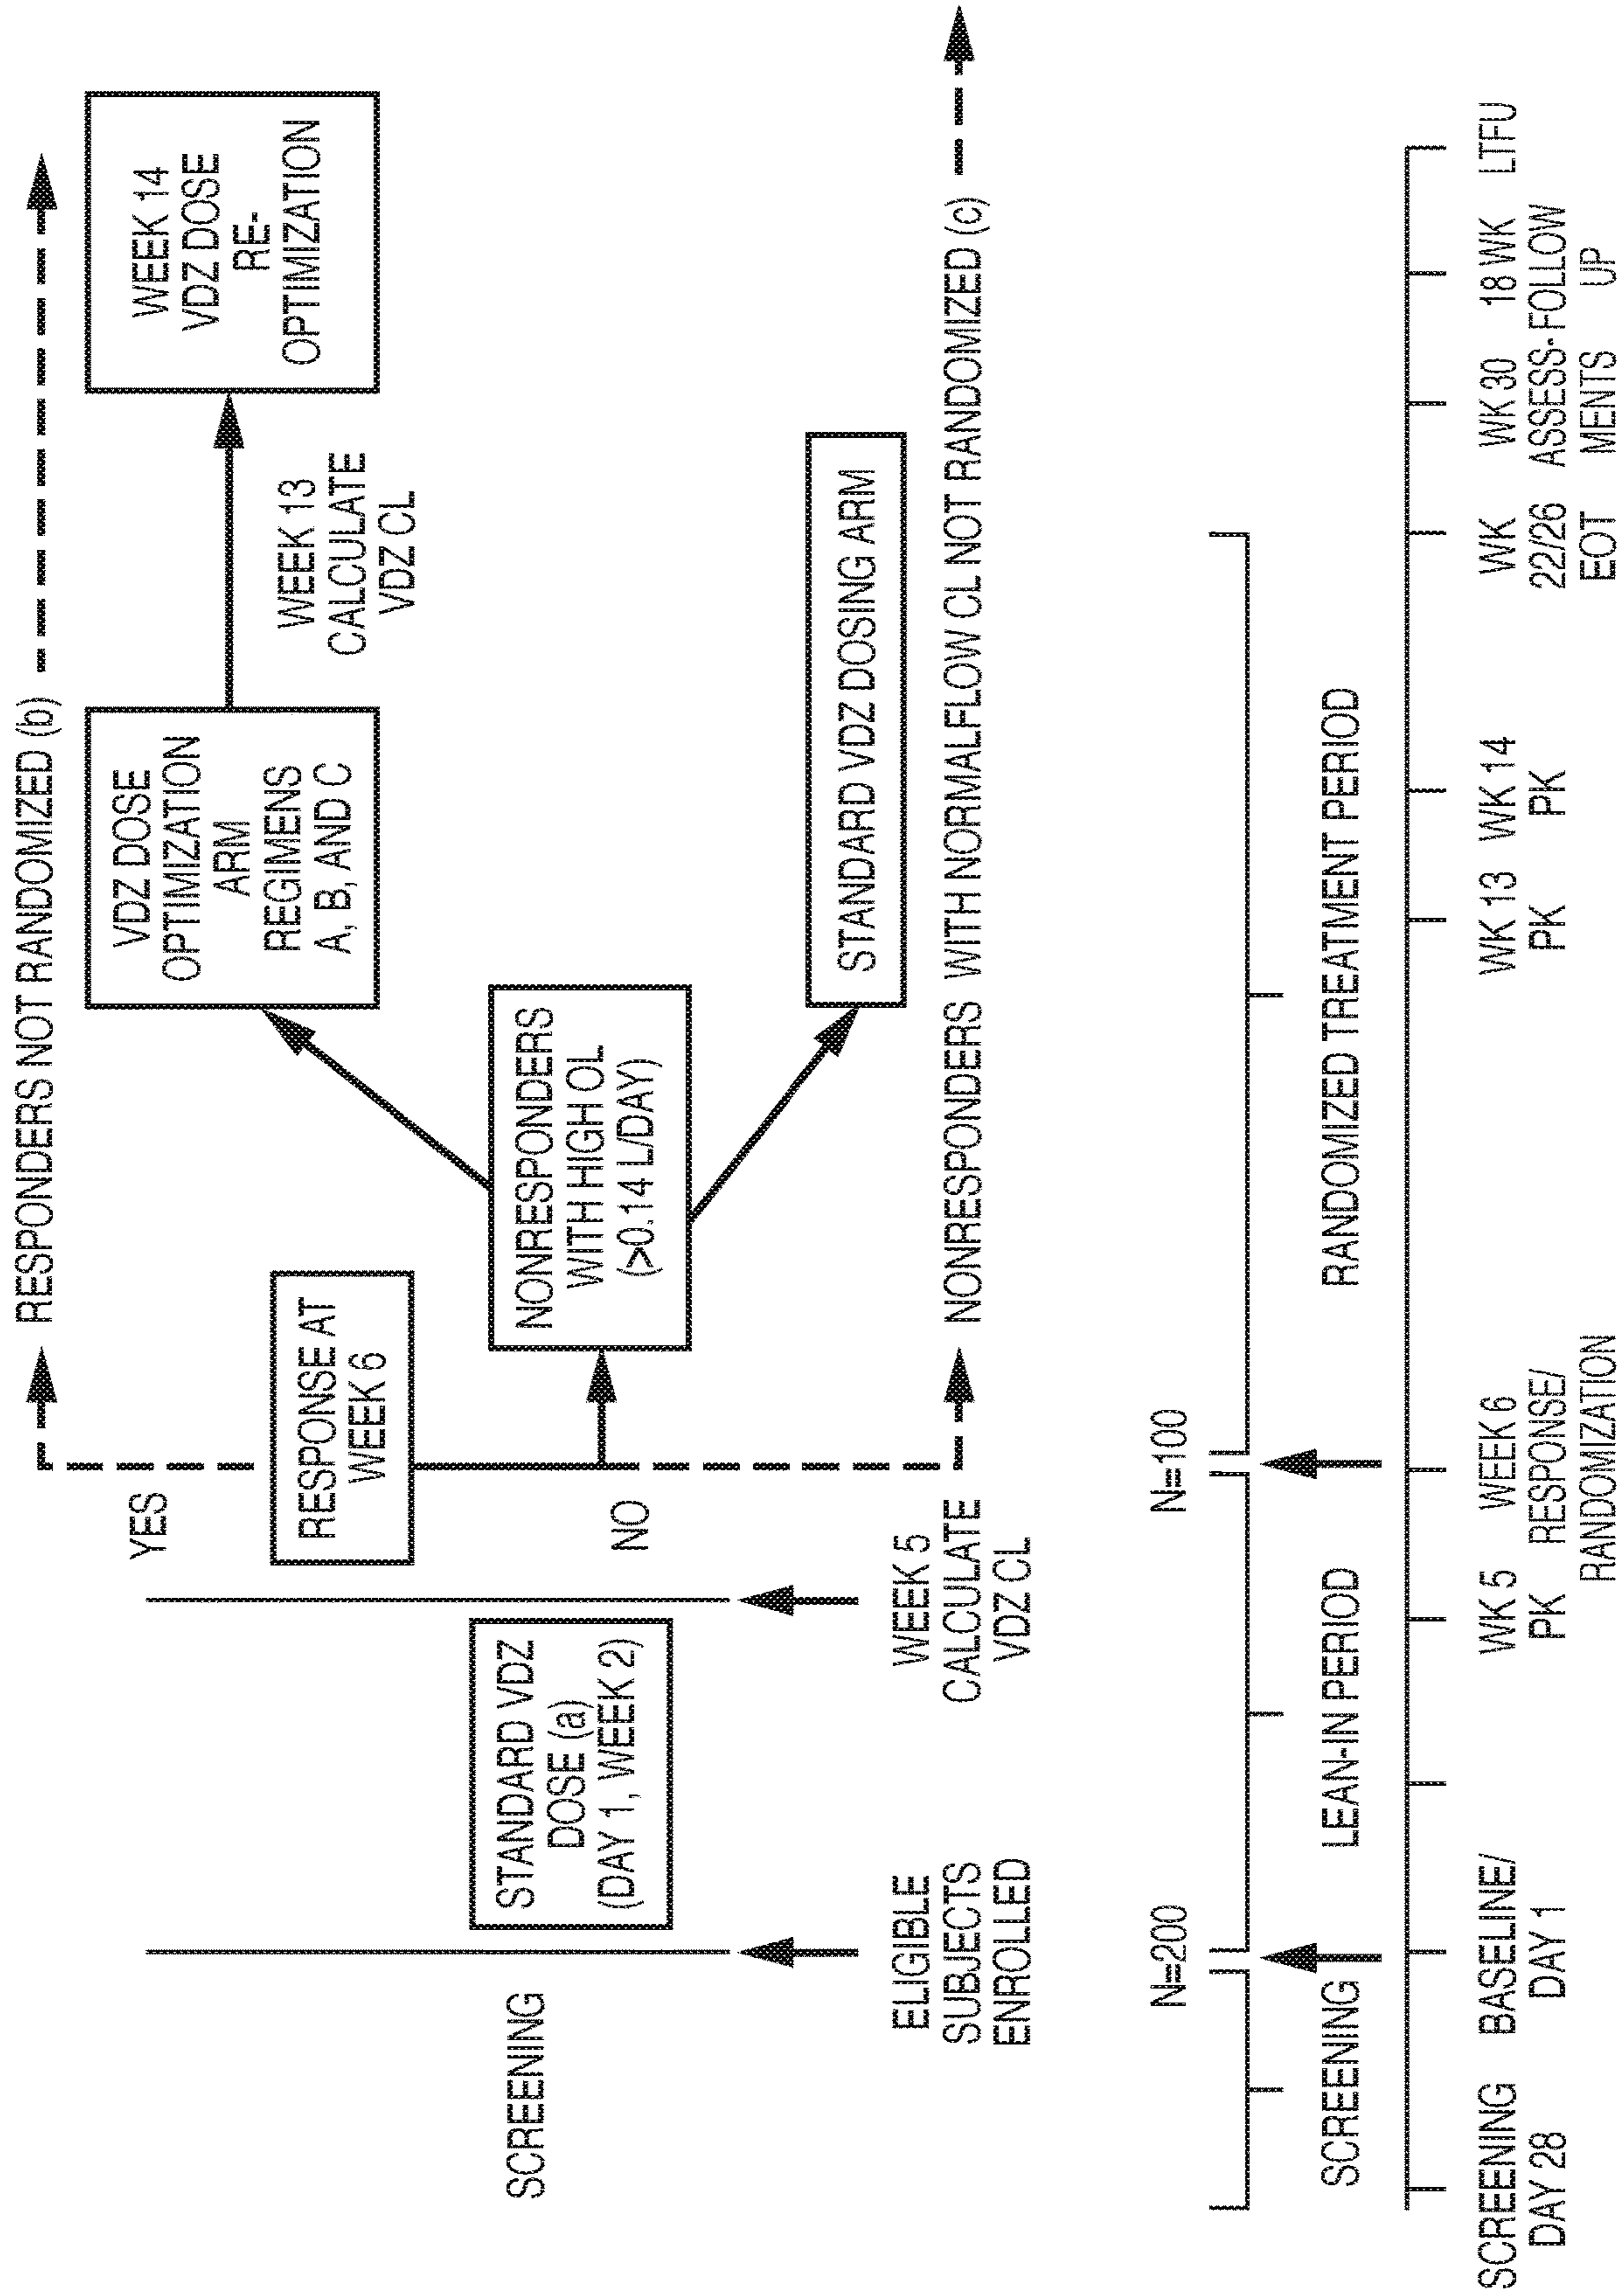 RESPONDERS NOT RANDOMIZED (b)
YES
RESPONSE AT
WEEK 6
NO
SCREENING
STANDARD VDZ
DOSE (a)
(DAY 1, WEEK 2)
NONRESPONDERS
WITH HIGH OL
(>0.14 L/DAY)
VDZ DOSE
OPTIMIZATION
ARM
REGIMENS
A, B, AND C
WEEK 13
CALCULATE
VDZ CL
WEEK 14
VDZ DOSE
RE-
OPTIMIZATION
STANDARD VDZ DOSING ARM
ELIGIBLE
SUBJECTS
ENROLLED
WEEK 5
CALCULATE
VDZ CL
NONRESPONDERS WITH NORMALFLOW CL NOT RANDOMIZED (c)
N=200
N=100
SCREENING
LEAN-IN PERIOD
RANDOMIZED TREATMENT PERIOD
SCREENING
DAY 28
BASELINE/
DAY 1
WK 5
PK
WEEK 6
RESPONSE/
RANDOMIZATION
WK 13
PK
WK 14
PK
WK
22/26
EOT
WK 30
ASSESS-
MENTS
18 WK
FOLLOW
UP
LTFU